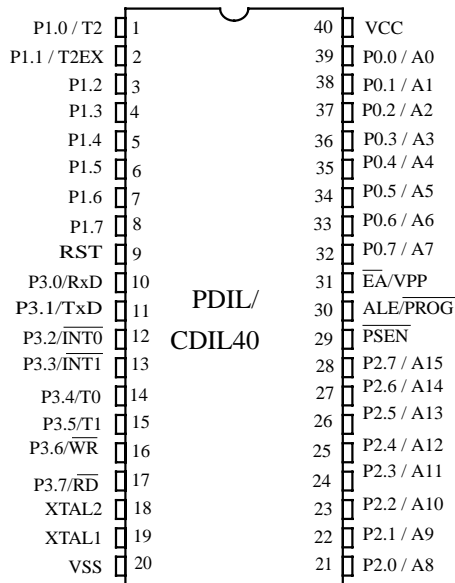 P1.0 / T2 1 40 VCC
P1.1 / T2EX 2 39 P0.0 / A0
P1.2 3 38 P0.1 / A1
P1.3 4 37 P0.2 / A2
P1.4 5 36 P0.3 / A3
P1.5 6 35 P0.4 / A4
P1.6 7 34 P0.5 / A5
P1.7 8 33 P0.6 / A6
RST 9 32 P0.7 / A7
P3.0/RxD 10 31 E̅A̅/VPP
P3.1/TxD 11 PDIL/ 30 ALE/P̅R̅O̅G̅
P3.2/I̅N̅T̅0̅ 12 CDIL40 29 P̅S̅E̅N̅
P3.3/I̅N̅T̅1̅ 13 28 P2.7 / A15
P3.4/T0 14 27 P2.6 / A14
P3.5/T1 15 26 P2.5 / A13
P3.6/W̅R̅ 16 25 P2.4 / A12
P3.7/R̅D̅ 17 24 P2.3 / A11
XTAL2 18 23 P2.2 / A10
XTAL1 19 22 P2.1 / A9
VSS 20 21 P2.0 / A8